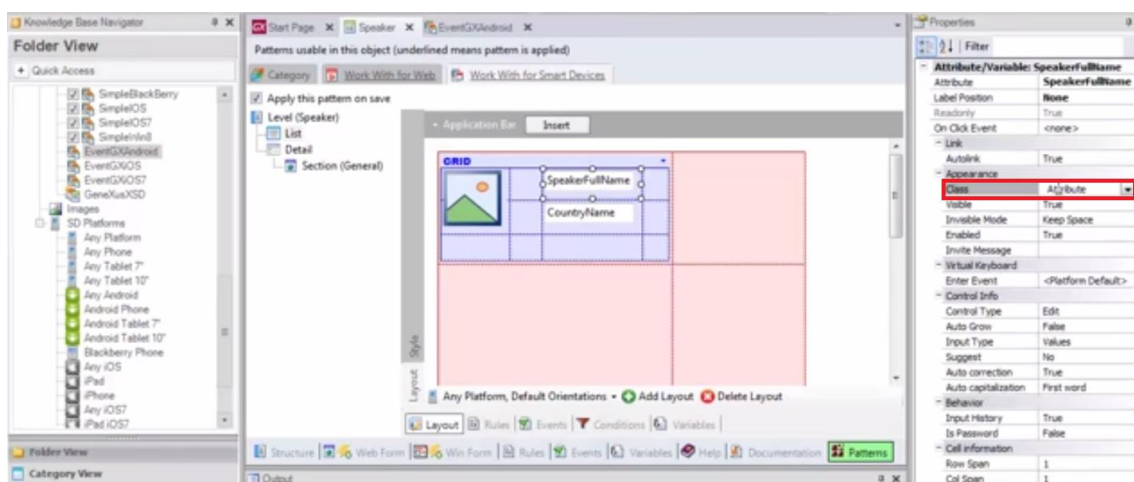 Knowledge Base Navigator
Folder View
+ Quick Access
SimpleBlackBerry
SimpleIOS
SimpleIOS7
SimpleWin8
EventGXAndroid
EventGXiOS
EventGXiOS7
GeneXusXSD
Images
SD Platforms
Any Platform
Any Phone
Any Tablet 7"
Any Tablet 10"
Any Android
Android Phone
Android Tablet 7"
Android Tablet 10"
Blackberry Phone
Any iOS
iPad
iPhone
Any iOS7
iPad iOS7
Folder View
Category View
Start Page Speaker EventGXAndroid
Patterns usable in this object (underlined means pattern is applied)
Category Work With for Web Work With for Smart Devices
Apply this pattern on save
Level (Speaker)
List
Detail
Section (General)
Application Bar Insert
GRID
SpeakerFullName
CountryName
Style
Layout
Any Platform, Default Orientations Add Layout Delete Layout
Layout Rules Events Conditions Variables
Structure Web Form Win Form Rules Events Variables Help Documentation Patterns
Output
Properties
Filter
Attribute/Variable: SpeakerFullName
Attribute SpeakerFullName
Label Position None
Readonly True
On Click Event <none>
Link
Autolink True
Appearance
Class Attribute
Visible True
Invisible Mode Keep Space
Enabled True
Invite Message
Virtual Keyboard
Enter Event <Platform Default>
Control Info
Control Type Edit
Auto Grow False
Input Type Values
Suggest No
Auto correction True
Auto capitalization First word
Behavior
Input History True
Is Password False
Cell information
Row Span 1
Col Span 1